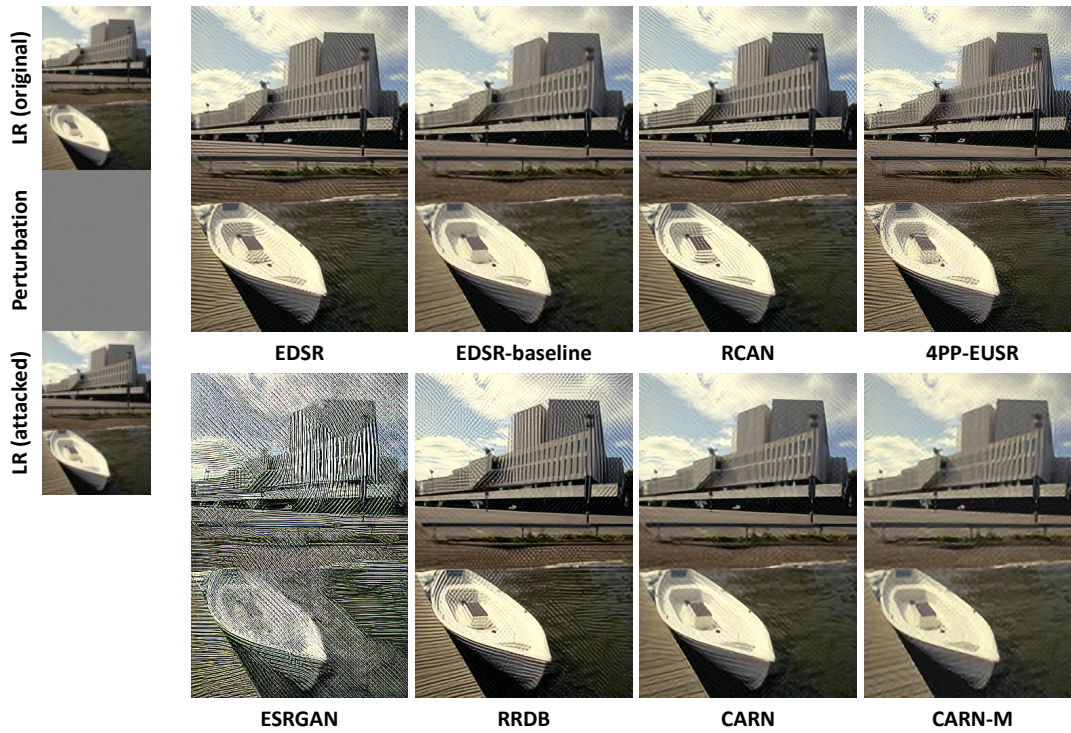 LR (original)
Perturbation
LR (attacked)
EDSR
EDSR-baseline
RCAN
4PP-EUSR
ESRGAN
RRDB
CARN
CARN-M